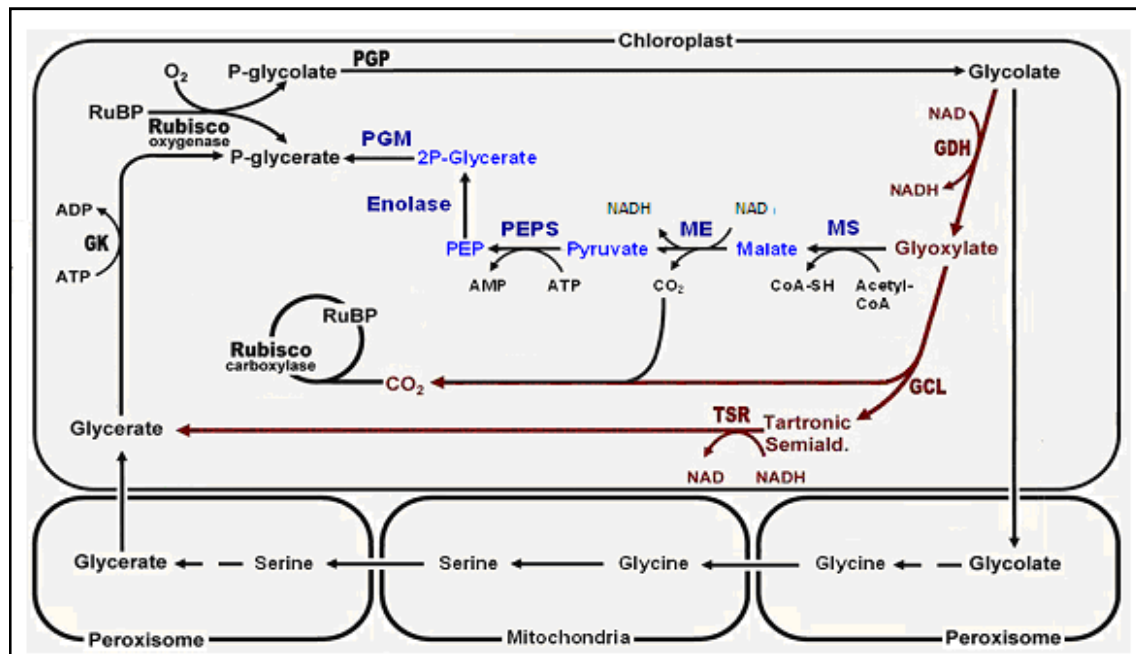 Chloroplast
PGP
O2
P-glycolate
Glycolate
RuBP
NAD
Rubisco
oxygenase
PGM
GDH
P-glycerate
2P-Glycerate
NADH
ADP
Enolase
NADH
NAD
GK
PEPS
ME
MS
PEP
Pyruvate
Malate
Glyoxylate
ATP
AMP
ATP
CO2
CoA-SH
Acetyl-
CoA
RuBP
Rubisco
carboxylase
CO2
GCL
TSR
Tartronic
Semiald.
Glycerate
NAD
NADH
Glycerate
Serine
Serine
Glycine
Glycine
Glycolate
Peroxisome
Mitochondria
Peroxisome